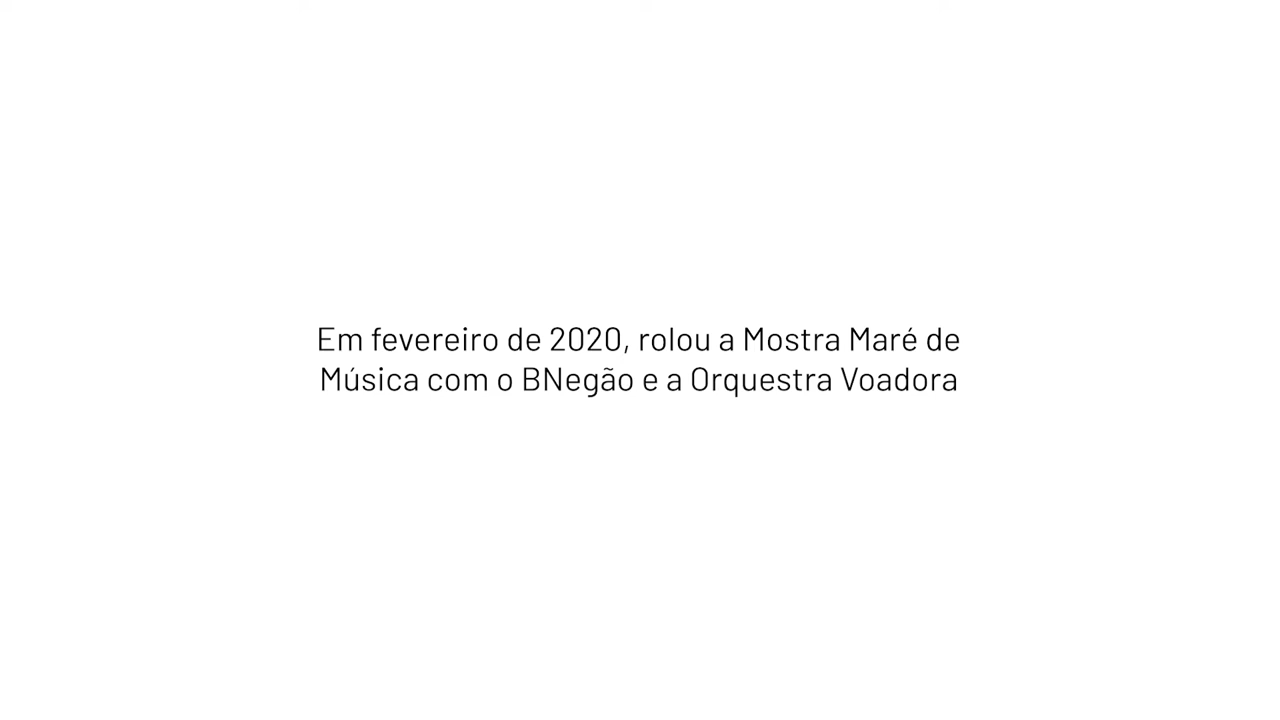 Em fevereiro de 2020, rolou a Mostra Maré de
Música com o BNegão e a Orquestra Voadora